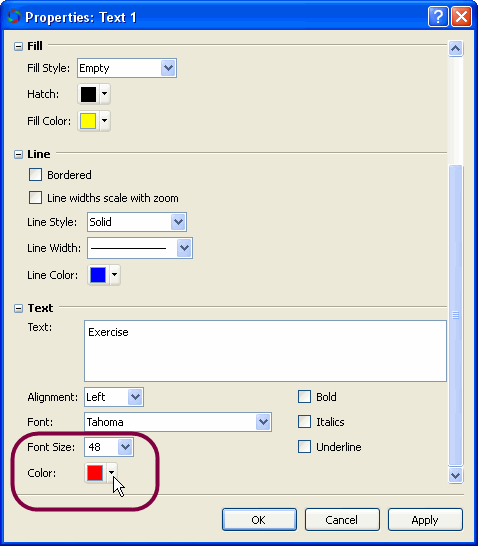 Properties: Text 1
Fill
Fill Style: Empty
Hatch:
Fill Color:
Line
Bordered
Line widths scale with zoom
Line Style: Solid
Line Width:
Line Color:
Text
Text: Exercise
Alignment: Left Bold
Font: Tahoma Italics
Font Size: 48 Underline
Color:
OK Cancel Apply